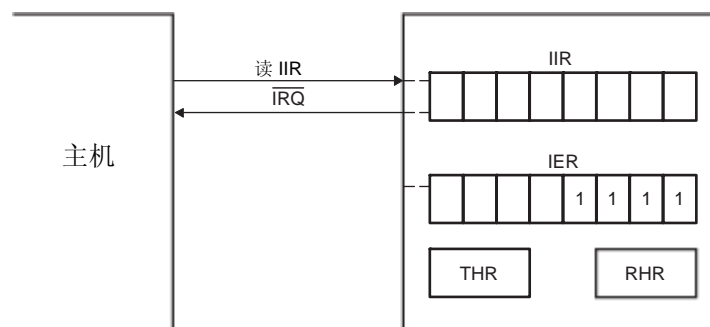 IIR
读 IIR
IRQ
主机
IER
1 1 1 1
THR RHR